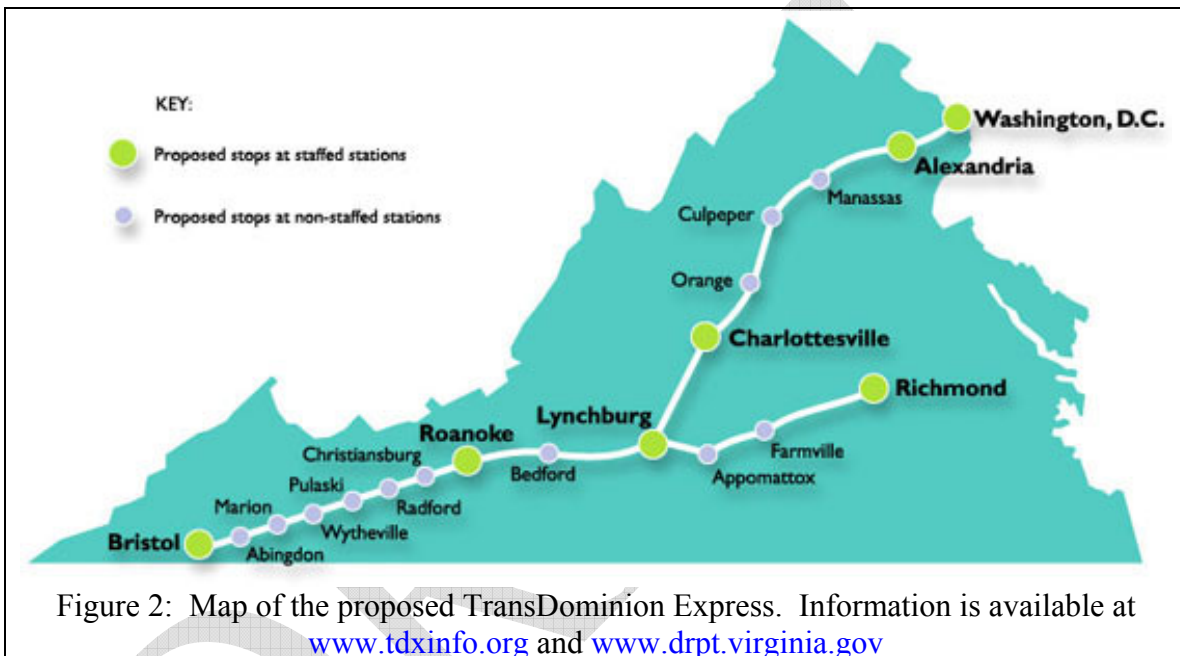 KEY:
Proposed stops at staffed stations
Proposed stops at non-staffed stations
Washington, D.C.
Alexandria
Manassas
Culpeper
Orange
Charlottesville
Richmond
Lynchburg
Farmville
Appomattox
Roanoke
Bedford
Christiansburg
Radford
Pulaski
Wytheville
Marion
Abingdon
Bristol
Figure 2:  Map of the proposed TransDominion Express.  Information is available at
www.tdxinfo.org and www.drpt.virginia.gov